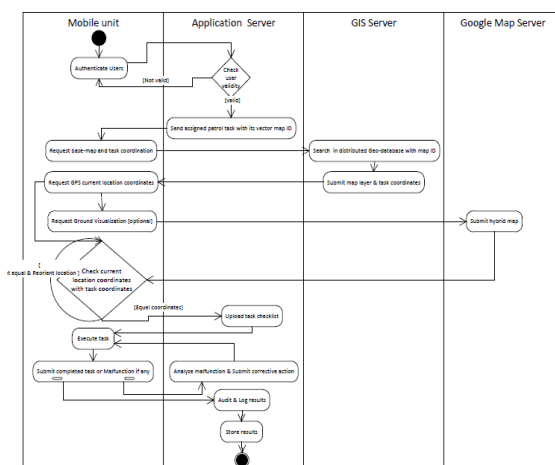 Mobile unit
Application Server
GIS Server
Google Map Server
Authenticate Users
Check
user
validity
[Not valid]
[valid]
Send assigned patrol task with its vector map ID
Request base-map and task coordination
Search in distributed Geo-database with map ID
Request GPS current location coordinates
Submit map layer & task coordinates
Request Ground Visualization [optional]
Submit hybrid map
[
t equal & Reorient location ]
Check current
location coordinates
with task coordinates
[Equal coordinates]
Upload task checklist
Execute task
Submit completed task or Malfunction if any
Analyze malfunction & Submit corrective action
Audit & Log results
Store results